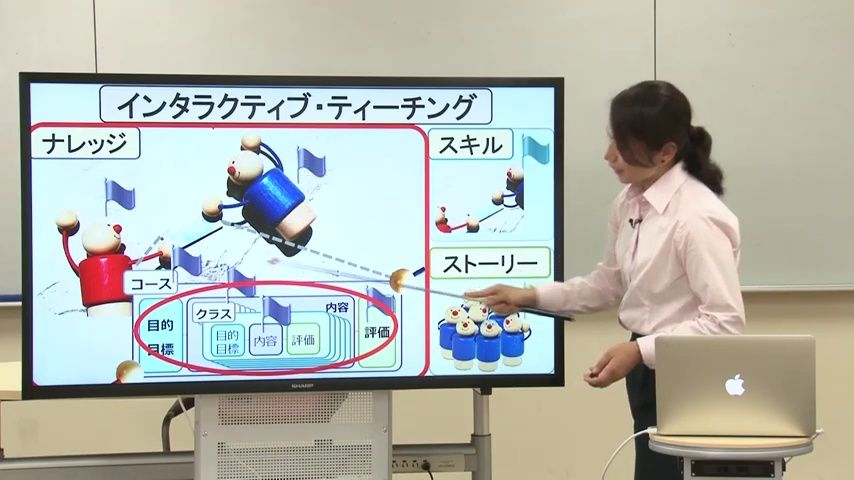 インタラクティブ・ティーチング
ナレッジ
スキル
ストーリー
コース
目的
目標
クラス
内容
目的
目標
内容
評価
評価
SHARP